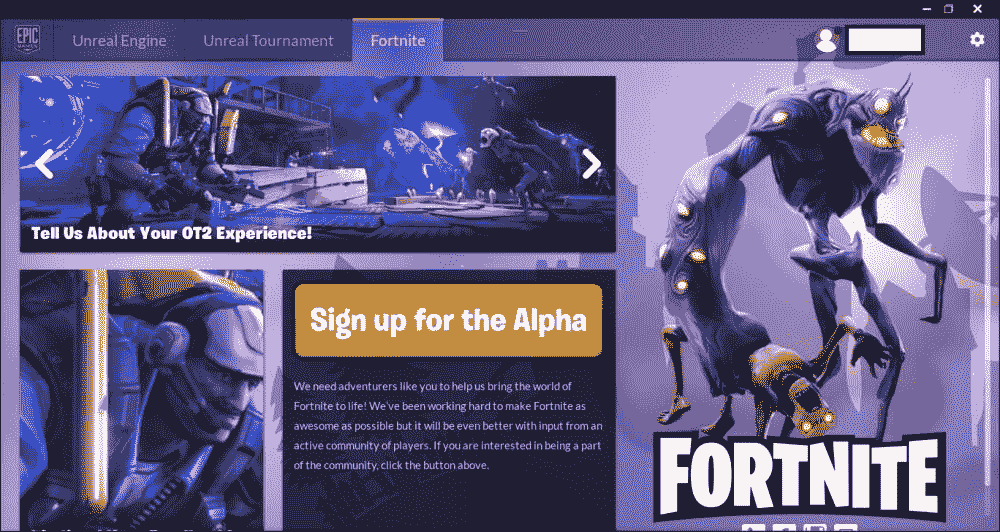 EPIC
GAMES
Unreal Engine
Unreal Tournament
Fortnite
Tell Us About Your OT2 Experience!
Sign up for the Alpha
We need adventurers like you to help us bring the world of
Fortnite to life! We've been working hard to make Fortnite as
awesome as possible but it will be even better with input from an
active community of players. If you are interested in being a part
of the community, click the button above.
FORTNITE